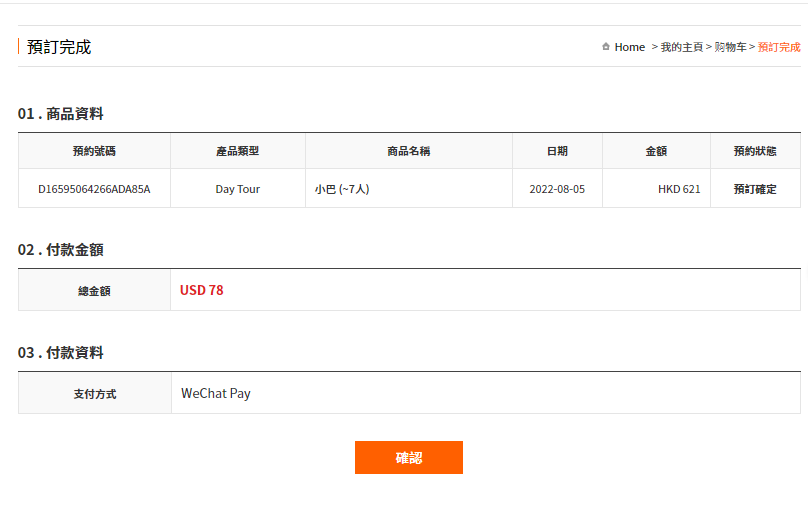 預訂完成
Home > 我的主頁 > 购物车 > 預訂完成
01 . 商品資料
預約號碼 產品類型 商品名稱 日期 金額 預約狀態
D16595064266ADA85A Day Tour 小巴 (~7人) 2022-08-05 HKD 621 預訂確定
02 . 付款金額
總金額 USD 78
03 . 付款資料
支付方式 WeChat Pay
確認